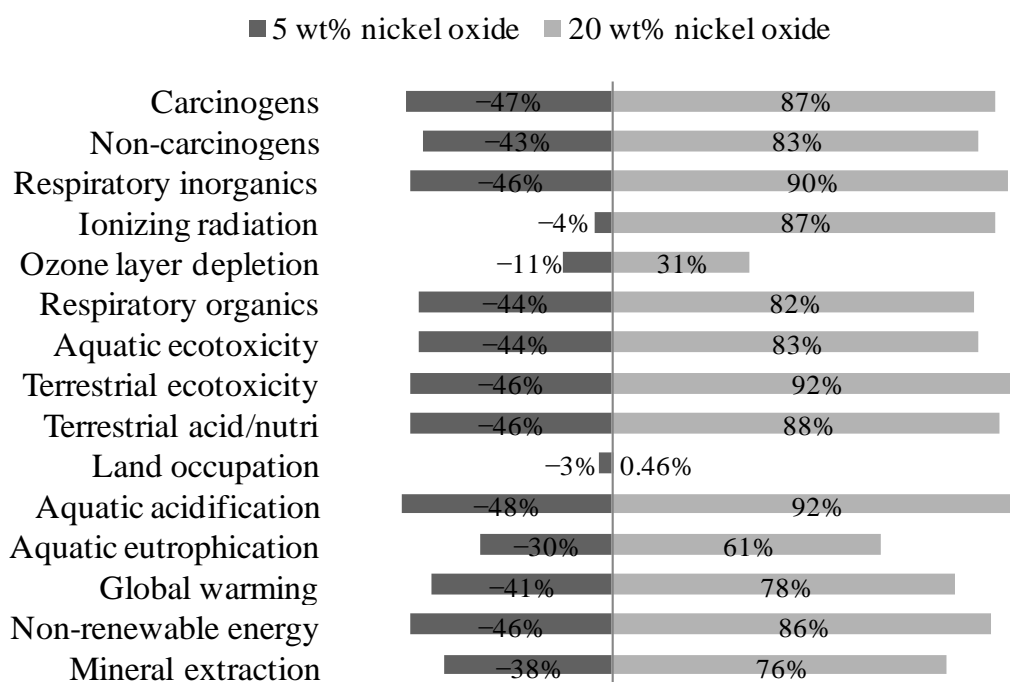 5 wt% nickel oxide 20 wt% nickel oxide
Carcinogens −47% 87%
Non-carcinogens −43% 83%
Respiratory inorganics −46% 90%
Ionizing radiation −4% 87%
Ozone layer depletion −11% 31%
Respiratory organics −44% 82%
Aquatic ecotoxicity −44% 83%
Terrestrial ecotoxicity −46% 92%
Terrestrial acid/nutri −46% 88%
Land occupation −3% 0.46%
Aquatic acidification −48% 92%
Aquatic eutrophication −30% 61%
Global warming −41% 78%
Non-renewable energy −46% 86%
Mineral extraction −38% 76%